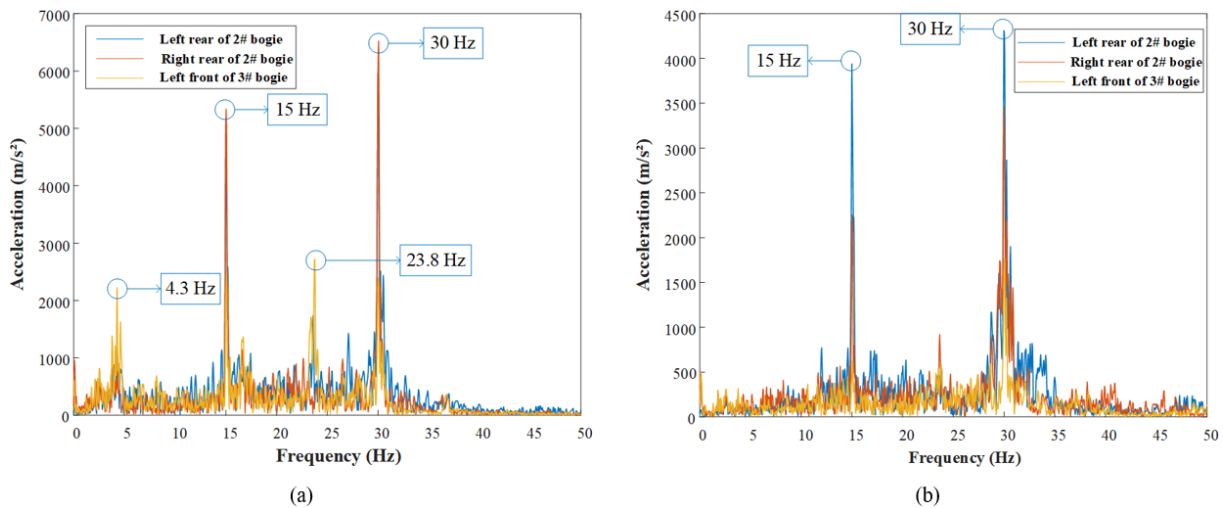 7000
6000
5000
4000
3000
2000
1000
0
Acceleration (m/s²)
Left rear of 2# bogie
Right rear of 2# bogie
Left front of 3# bogie
30 Hz
15 Hz
23.8 Hz
4.3 Hz
0 5 10 15 20 25 30 35 40 45 50
Frequency (Hz)
(a)
4500
4000
3500
3000
2500
2000
1500
1000
500
0
Acceleration (m/s²)
30 Hz
15 Hz
Left rear of 2# bogie
Right rear of 2# bogie
Left front of 3# bogie
0 5 10 15 20 25 30 35 40 45 50
Frequency (Hz)
(b)